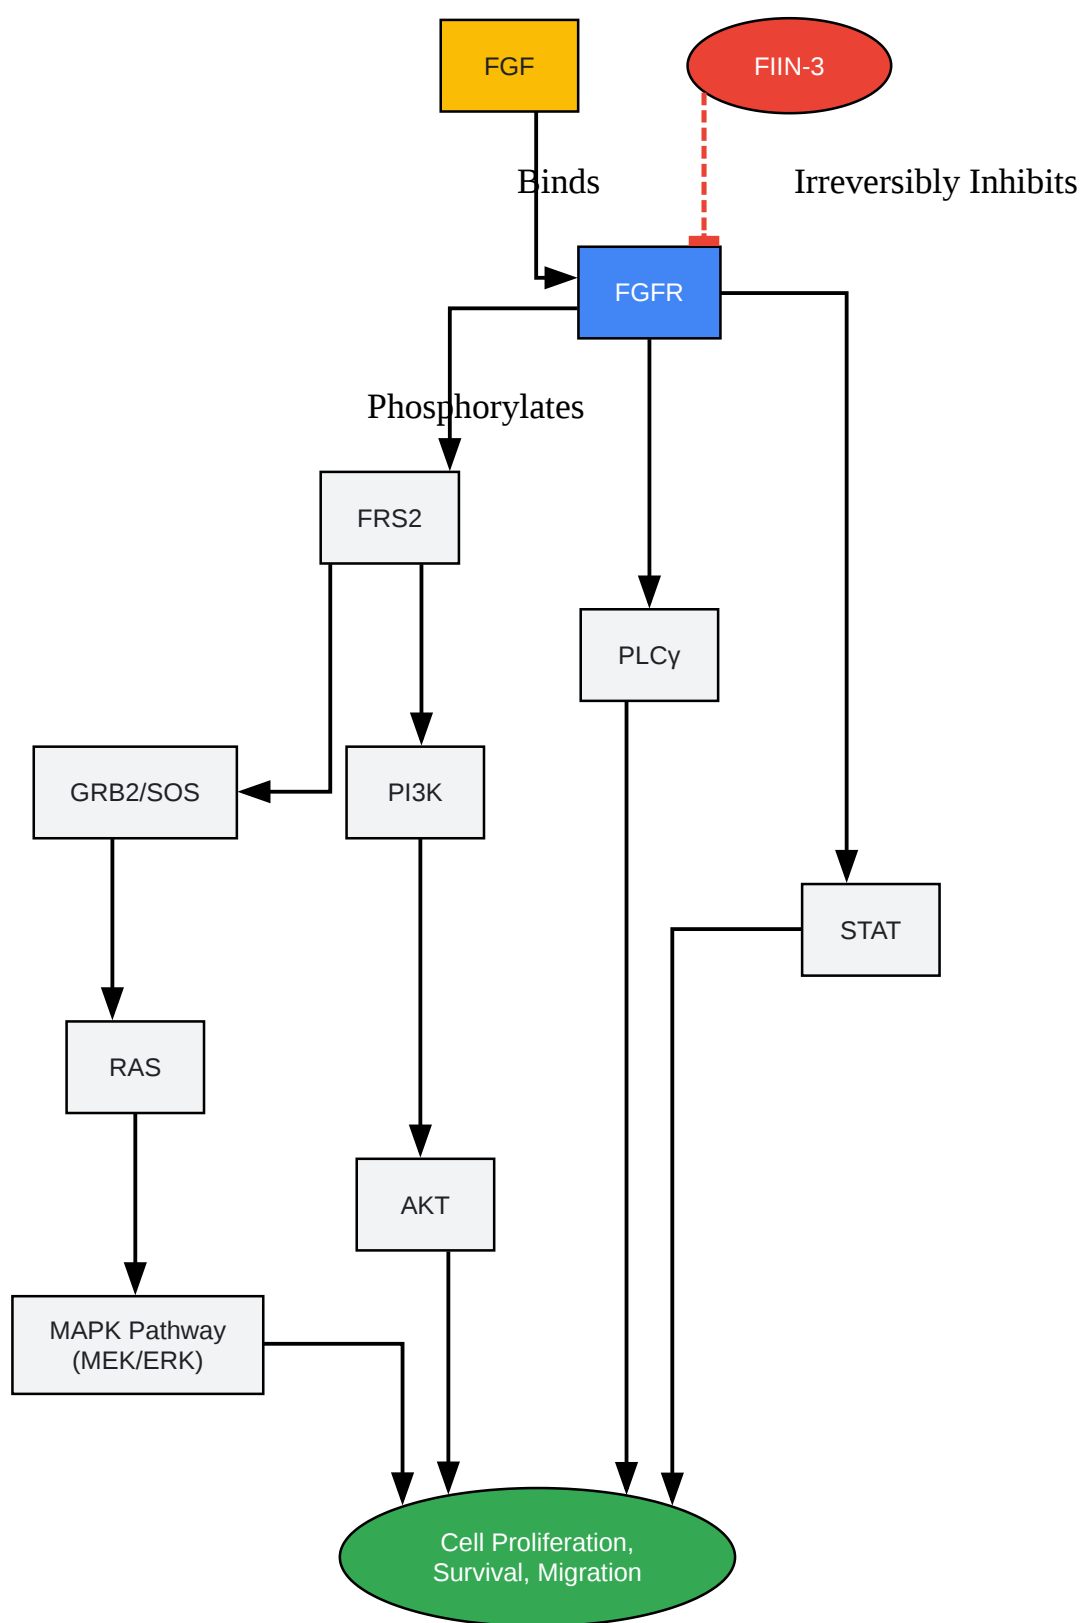 FGF
FIIN-3
Binds
Irreversibly Inhibits
FGFR
Phosphorylates
FRS2
PLCγ
GRB2/SOS
PI3K
STAT
RAS
AKT
MAPK Pathway
(MEK/ERK)
Cell Proliferation,
Survival, Migration